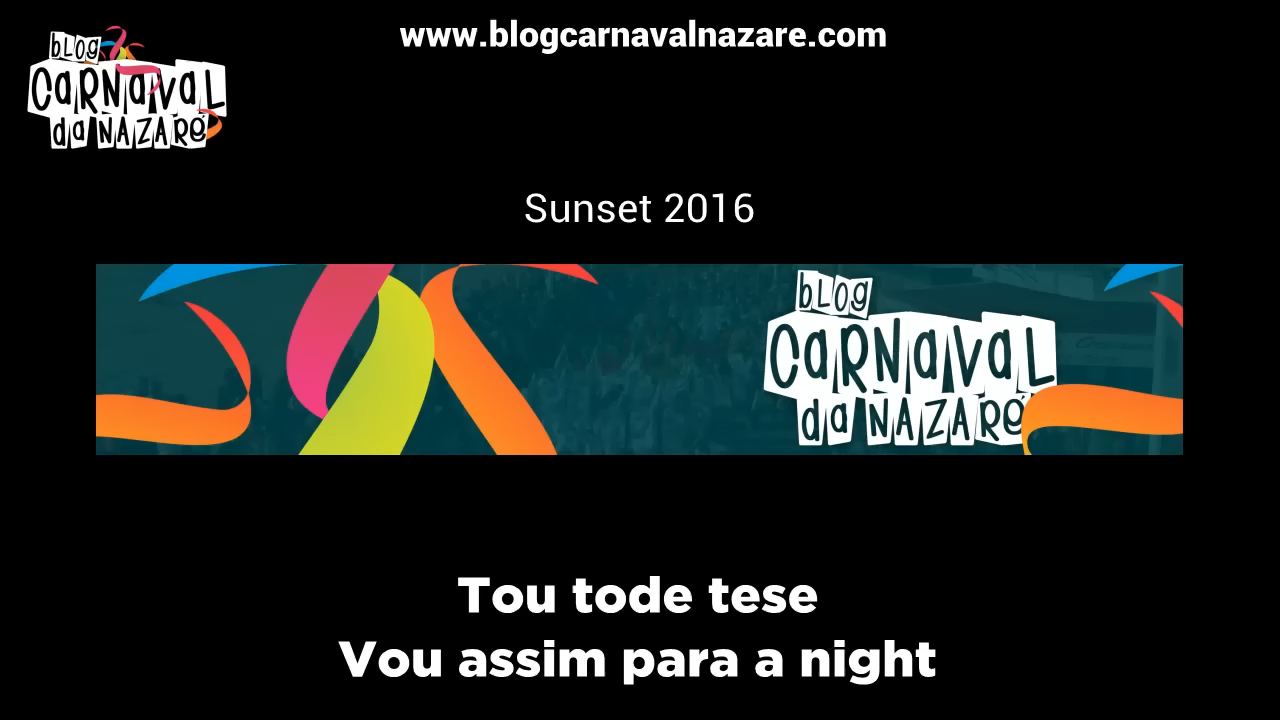 www.blogcarnavalnazare.com
bLog
CaRNavaL
da NAZARé
Sunset 2016
bLog
CaRNavaL
da NAZARé
Tou tode tese
Vou assim para a night